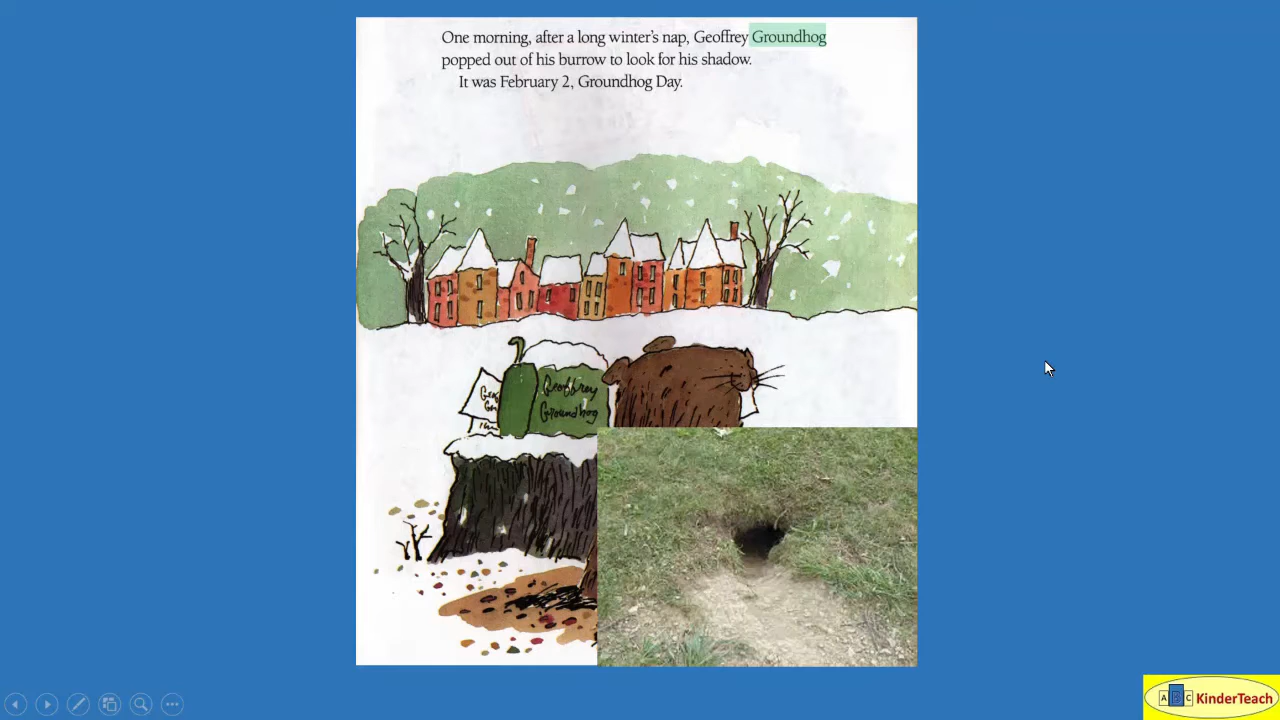 One morning, after a long winter's nap, Geoffrey Groundhog
popped out of his burrow to look for his shadow.
It was February 2, Groundhog Day.
Geoffrey
Groundhog
ABC KinderTeach